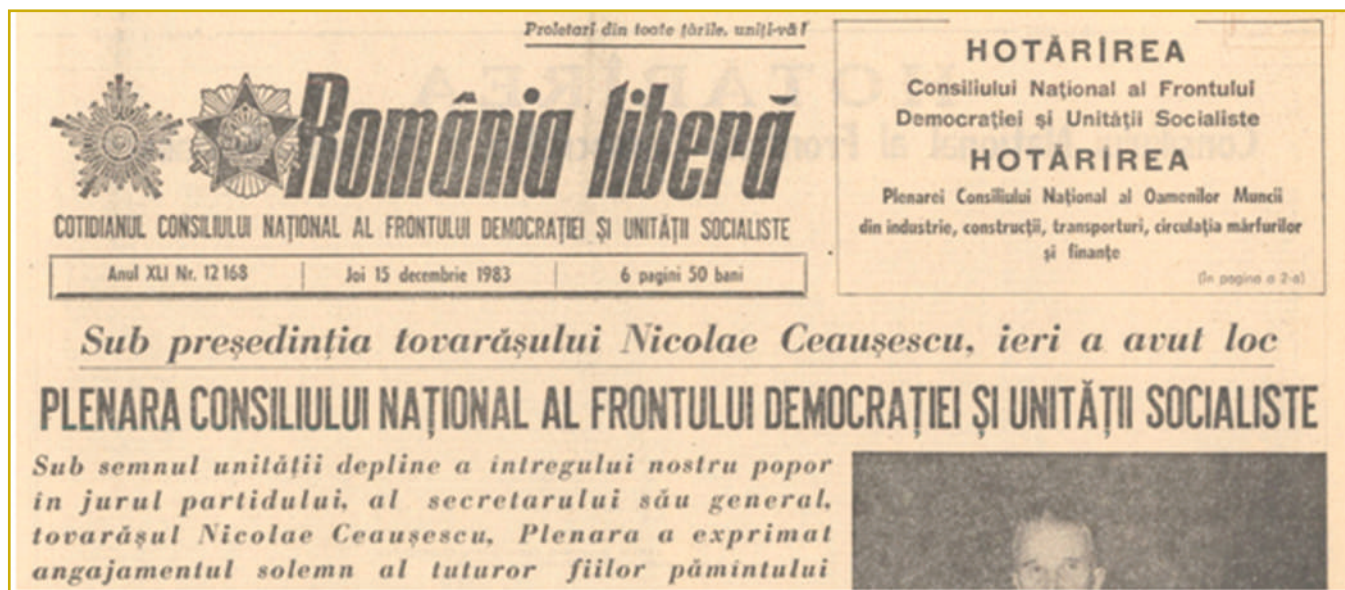 Proletari din toate țările, uniți-vă!
România liberă
COTIDIANUL CONSILIULUI NAȚIONAL AL FRONTULUI DEMOCRAȚIEI ȘI UNITĂȚII SOCIALISTE
Anul XLI Nr. 12 168
Joi 15 decembrie 1983
6 pagini 50 bani
HOTĂRÎREA
Consiliului Național al Frontului
Democrației și Unității Socialiste
HOTĂRÎREA
Plenarei Consiliului Național al Oamenilor Muncii
din industrie, construcții, transporturi, circulația mărfurilor
și finanțe
(În pagina a 2-a)
Sub președinția tovarășului Nicolae Ceaușescu, ieri a avut loc
PLENARA CONSILIULUI NAȚIONAL AL FRONTULUI DEMOCRAȚIEI ȘI UNITĂȚII SOCIALISTE
Sub semnul unității depline a întregului nostru popor
în jurul partidului, al secretarului său general,
tovarășul Nicolae Ceaușescu, Plenara a exprimat
angajamentul solemn al tuturor fiilor pămîntului